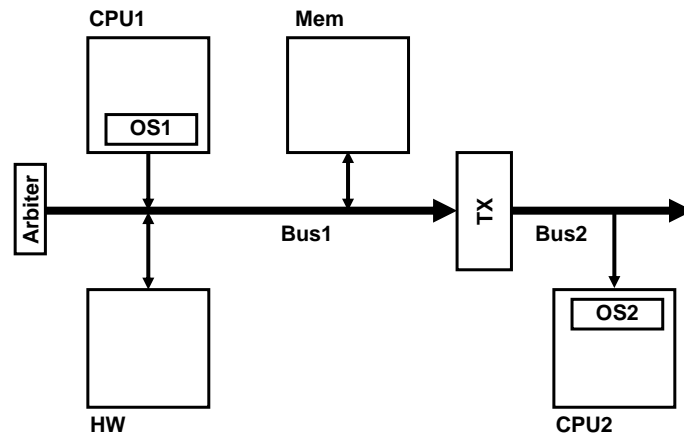 CPU1
Mem
OS1
Arbiter
TX
Bus1
Bus2
OS2
HW
CPU2